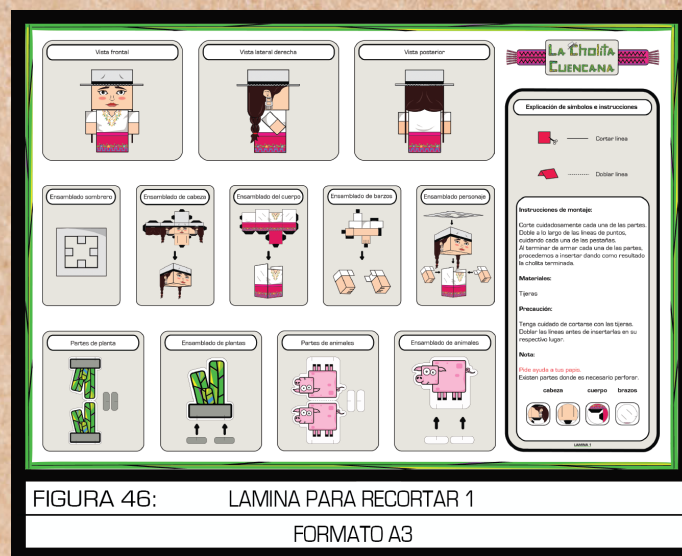 Vista frontal
Vista lateral derecha
Vista posterior
La Cholita
Cuencana
Explicación de símbolos e instrucciones
Cortar linea
Doblar linea
Ensamblado sombrero
Ensamblado de cabeza
Ensamblado del cuerpo
Ensamblado de barzos
Ensamblado personaje
Instrucciones de montaje:
Corte cuidadosamente cada una de las partes.
Doble a lo largo de las lineas de puntos,
cuidando cada una de las pestañas.
Al terminar de armar cada una de las partes,
procedemos a insertar dando como resultado
la cholita terminada.
Materiales:
Tijeras
Precaución:
Tenga cuidado de cortarse con las tijeras.
Doblar las lineas antes de insertarlas en su
respectivo lugar.
Nota:
Pide ayuda a tus papas.
Existen partes donde es necesario perforar.
cabeza cuerpo brazos
LAMINA 1
Partes de planta
Ensamblado de plantas
Partes de animales
Ensamblado de animales
FIGURA 46: LAMINA PARA RECORTAR 1
FORMATO A3